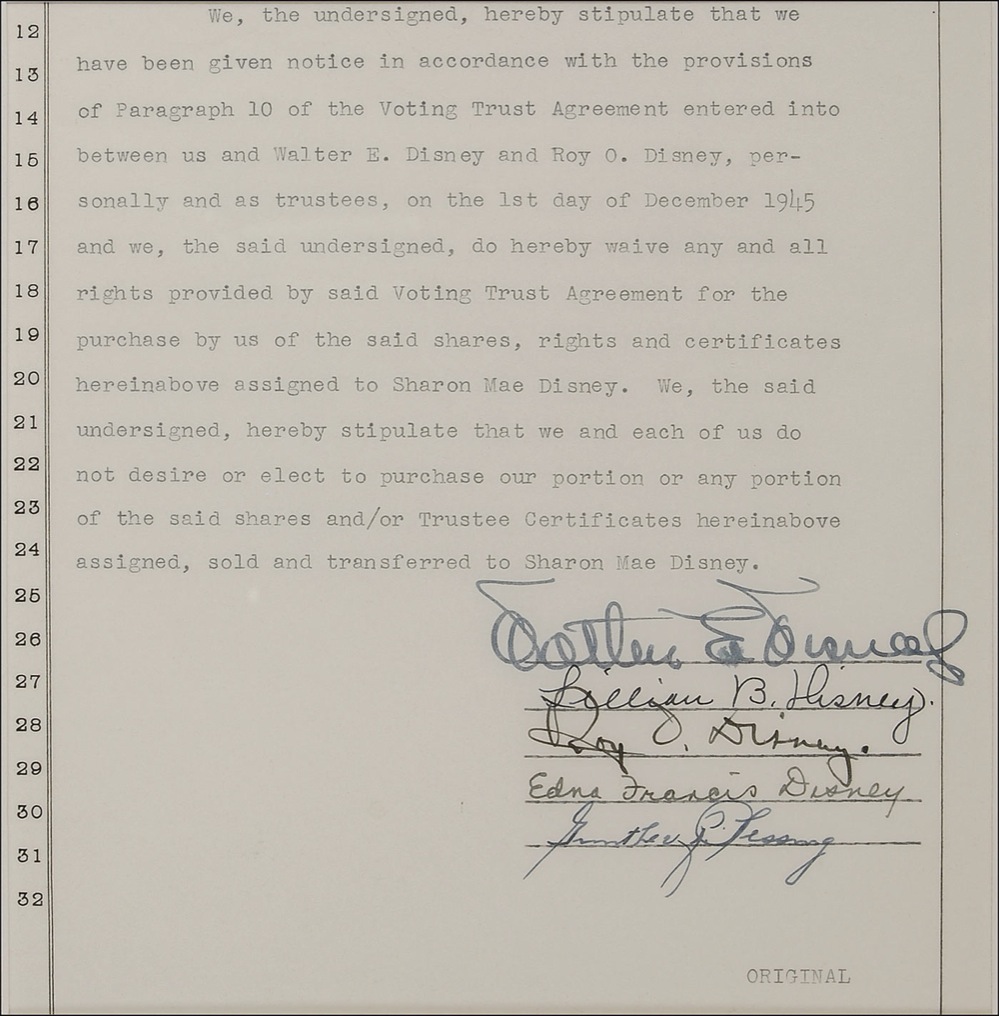 We, the undersigned, hereby stipulate that we
12
have been given notice in accordance with the provisions
13
of Paragraph 10 of the Voting Trust Agreement entered into
14
between us and Walter E. Disney and Roy O. Disney, per-
15
sonally and as trustees, on the 1st day of December 1945
16
and we, the said undersigned, do hereby waive any and all
17
rights provided by said Voting Trust Agreement for the
18
purchase by us of the said shares, rights and certificates
19
hereinabove assigned to Sharon Mae Disney. We, the said
20
undersigned, hereby stipulate that we and each of us do
21
not desire or elect to purchase our portion or any portion
22
of the said shares and/or Trustee Certificates hereinabove
23
assigned, sold and transferred to Sharon Mae Disney.
24
25
Walter E Disney
26
27
Lillian B. Disney.
28
Roy O. Disney.
29
Edna Francis Disney
30
Gunther R. Lessing
31
32
ORIGINAL